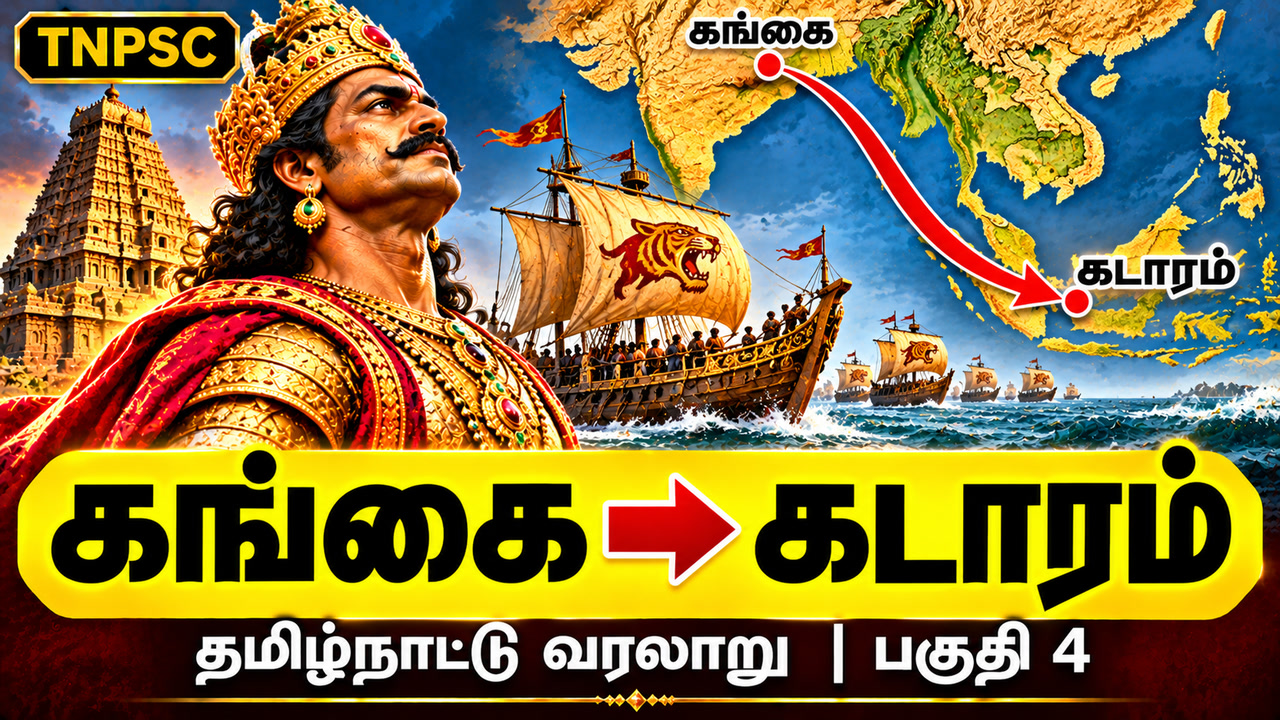 TNPSC
கங்கை
கடாரம்
கங்கை → கடாரம்
தமிழ்நாட்டு வரலாறு | பகுதி 4